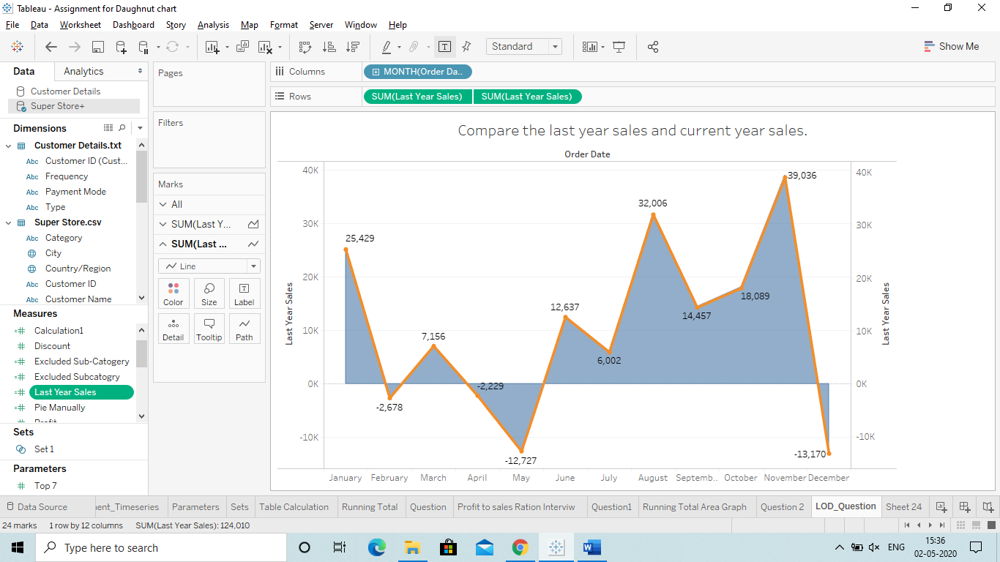 Tableau - Assignment for Daughnut chart
File Data Worksheet Dashboard Story Analysis Map Format Server Window Help
Standard
Show Me
Data Analytics
Customer Details
Super Store+
Dimensions
Customer Details.txt
Abc Customer ID (Cust...
Abc Frequency
Abc Payment Mode
Abc Type
Super Store.csv
Abc Category
City
Country/Region
Abc Customer ID
Abc Customer Name
Measures
=# Calculation1
# Discount
=# Excluded Sub-Catogery
=# Excluded Subcatogry
=# Last Year Sales
=# Pie Manually
Profit
Sets
Set 1
Parameters
# Top 7
Pages
Filters
Marks
All
SUM(Last Y...
SUM(Last ...
Line
Color Size Label
Detail Tooltip Path
Columns MONTH(Order Da..
Rows SUM(Last Year Sales) SUM(Last Year Sales)
Compare the last year sales and current year sales.
Order Date
Last Year Sales
40K
30K
20K
10K
0K
-10K
25,429
-2,678
7,156
-2,229
-12,727
12,637
6,002
32,006
14,457
18,089
39,036
-13,170
40K
30K
20K
10K
0K
-10K
Last Year Sales
January February March April May June July August Septemb.. October November December
Data Source ent_Timeseries Parameters Sets Table Calculation Running Total Question Profit to sales Ration Interviw Question1 Running Total Area Graph Question 2 LOD_Question Sheet 24
24 marks 1 row by 12 columns SUM(Last Year Sales): 124,010
Type here to search
ENG
15:36
02-05-2020